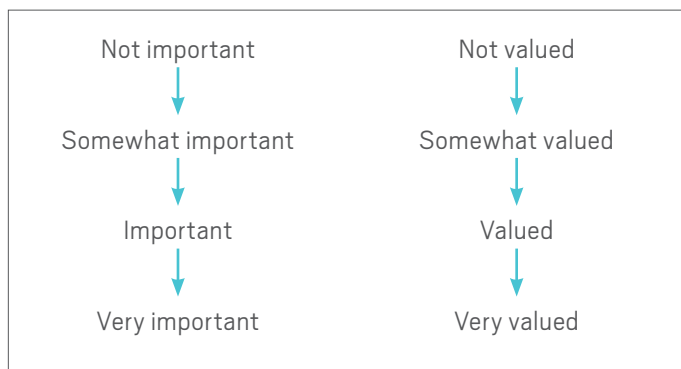 Not important
Somewhat important
Important
Very important
Not valued
Somewhat valued
Valued
Very valued